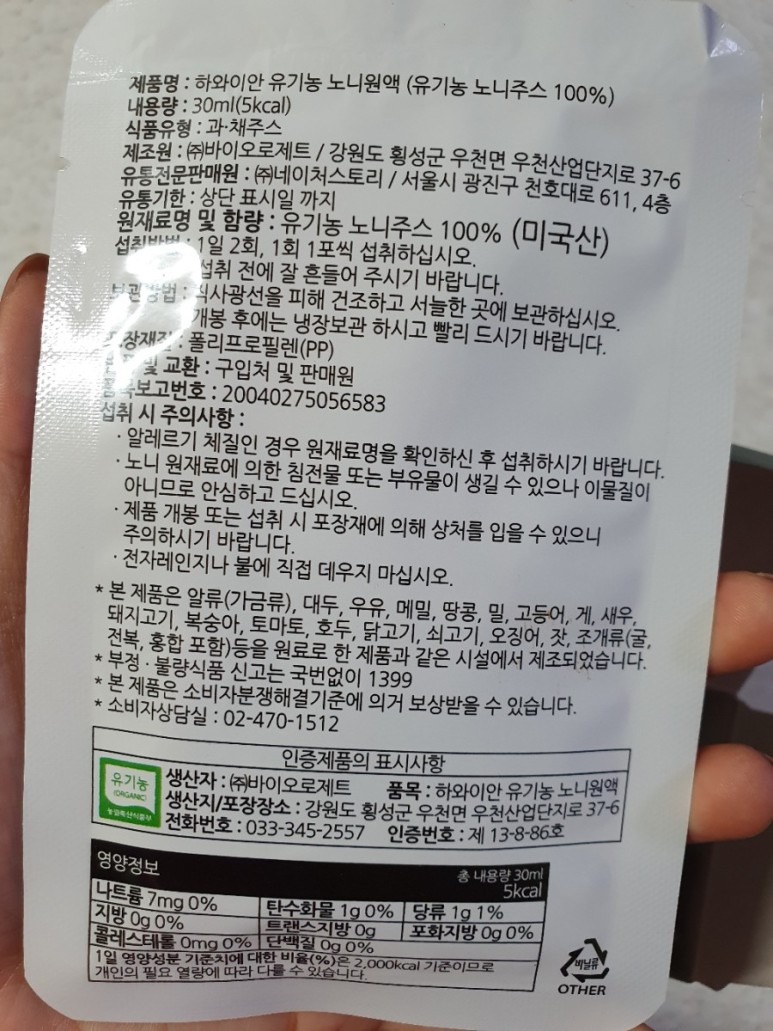 제품명 : 하와이안 유기농 노니원액 (유기농 노니주스 100%)
내용량 : 30ml(5kcal)
식품유형 : 과·채주스
제조원 : ㈜바이오로제트 / 강원도 횡성군 우천면 우천산업단지로 37-6
유통전문판매원 : ㈜네이처스토리 / 서울시 광진구 천호대로 611, 4층
유통기한 : 상단 표시일 까지
원재료명 및 함량 : 유기농 노니주스 100% (미국산)
섭취방법 : 1일 2회, 1회 1포씩 섭취하십시오.
섭취 전에 잘 흔들어 주시기 바랍니다.
보관방법 : 직사광선을 피해 건조하고 서늘한 곳에 보관하십시오.
개봉 후에는 냉장보관 하시고 빨리 드시기 바랍니다.
포장재질 : 폴리프로필렌(PP)
및 교환 : 구입처 및 판매원
품목보고번호 : 20040275056583
섭취 시 주의사항 :
· 알레르기 체질인 경우 원재료명을 확인하신 후 섭취하시기 바랍니다.
· 노니 원재료에 의한 침전물 또는 부유물이 생길 수 있으나 이물질이
아니므로 안심하고 드십시오.
· 제품 개봉 또는 섭취 시 포장재에 의해 상처를 입을 수 있으니
주의하시기 바랍니다.
· 전자레인지나 불에 직접 데우지 마십시오.
* 본 제품은 알류(가금류), 대두, 우유, 메밀, 땅콩, 밀, 고등어, 게, 새우,
돼지고기, 복숭아, 토마토, 호두, 닭고기, 쇠고기, 오징어, 잣, 조개류(굴,
전복, 홍합 포함)등을 원료로 한 제품과 같은 시설에서 제조되었습니다.
* 부정·불량식품 신고는 국번없이 1399
* 본 제품은 소비자분쟁해결기준에 의거 보상받을 수 있습니다.
* 소비자상담실 : 02-470-1512
인증제품의 표시사항
유기농
(ORGANIC)
농림축산식품부
생산자 : ㈜바이오로제트 품목 : 하와이안 유기농 노니원액
생산지/포장장소 : 강원도 횡성군 우천면 우천산업단지로 37-6
전화번호 : 033-345-2557 인증번호 : 제 13-8-86호
영양정보
총 내용량 30ml
5kcal
나트륨 7mg 0% 탄수화물 1g 0% 당류 1g 1%
지방 0g 0% 트랜스지방 0g 포화지방 0g 0%
콜레스테롤 0mg 0% 단백질 0g 0%
1일 영양성분 기준치에 대한 비율(%)은 2,000kcal 기준이므로
개인의 필요 열량에 따라 다를 수 있습니다.
비닐류
OTHER